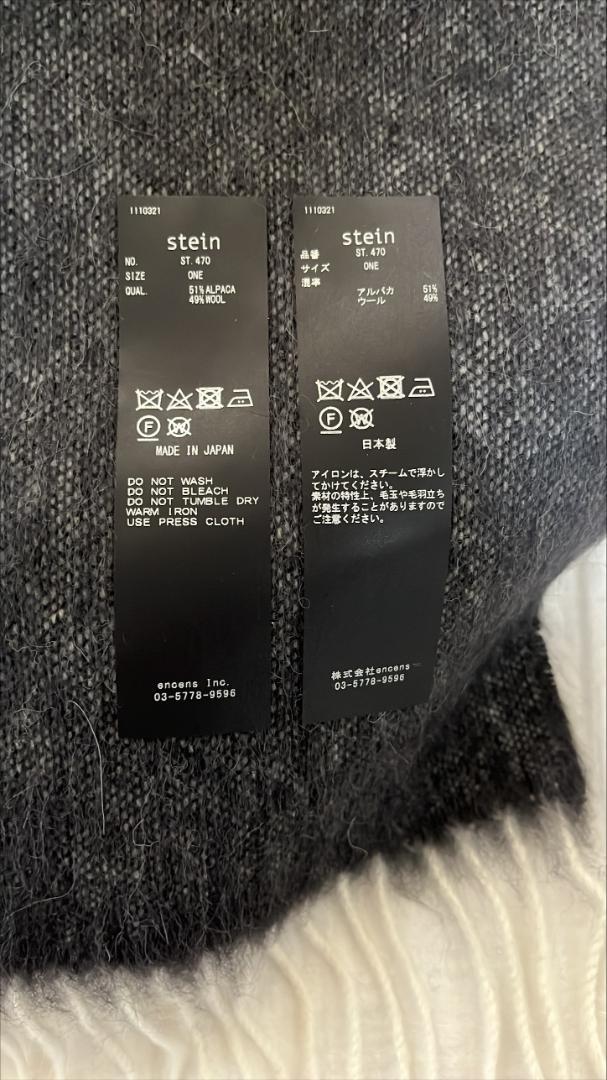 1110321
stein
NO. ST.470
SIZE ONE
QUAL. 51%ALPACA
49%WOOL
F
W
MADE IN JAPAN
DO NOT WASH
DO NOT BLEACH
DO NOT TUMBLE DRY
WARM IRON
USE PRESS CLOTH
encens Inc.
03-5778-9596
1110321
stein
品番 ST.470
サイズ ONE
混率
アルパカ 51%
ウール 49%
F
W
日本製
アイロンは、スチームで浮かし
てかけてください。
素材の特性上、毛玉や毛羽立ち
が発生することがありますので
ご注意ください。
株式会社encens
03-5778-9596